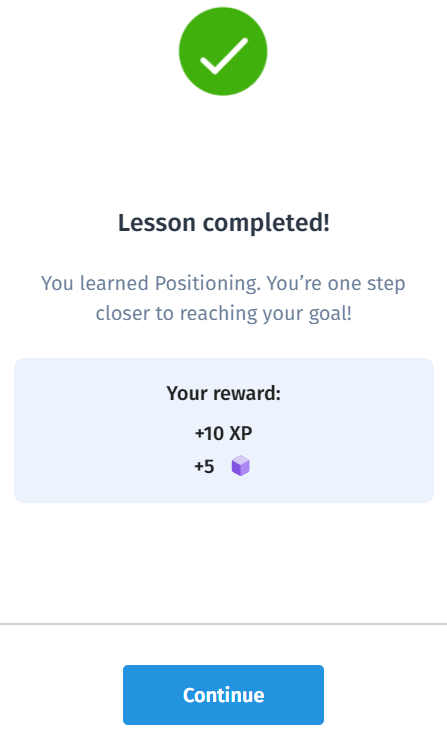 Lesson completed!
You learned Positioning. You’re one step
closer to reaching your goal!
Your reward:
+10 XP
+5
Continue